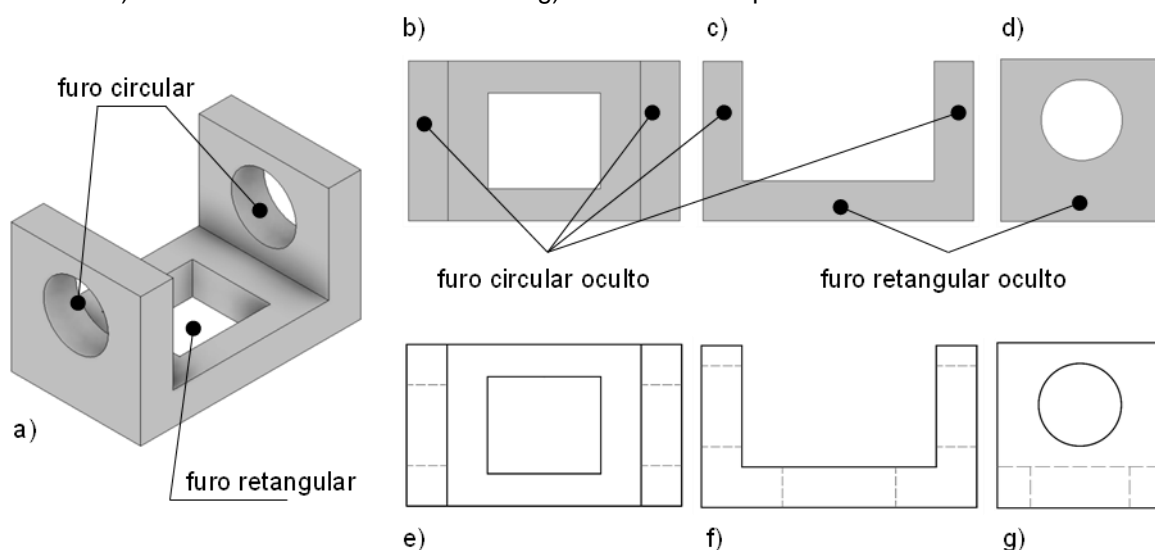 b)
c)
d)
furo circular
furo circular oculto
furo retangular oculto
a)
furo retangular
e)
f)
g)